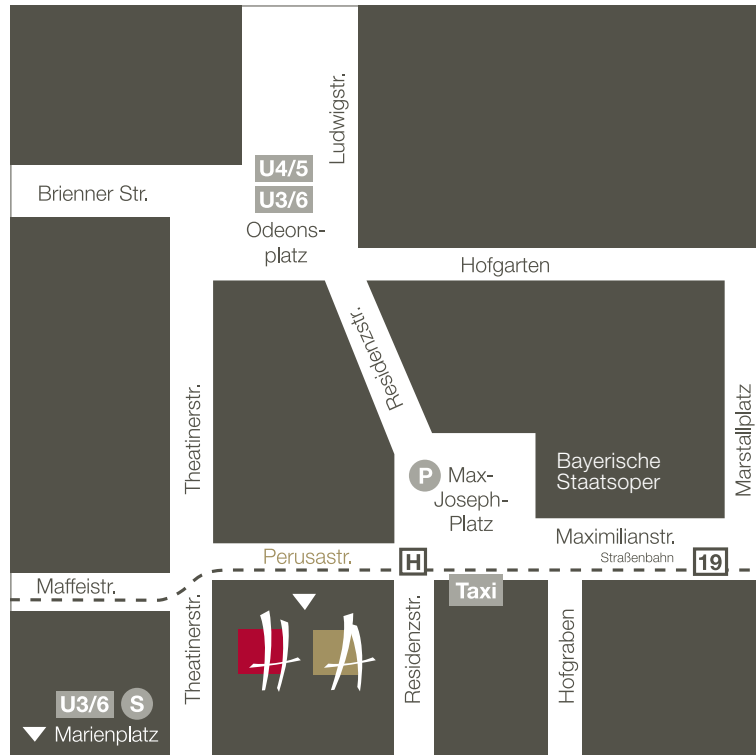 Ludwigstr.
U4/5
U3/6
Brienner Str.
Odeons-
platz
Hofgarten
Residenzstr.
Theatinerstr.
Marstallplatz
Bayerische
Staatsoper
P
Max-
Joseph-
Platz
Maximilianstr.
Straßenbahn
19
Perusastr.
H
Maffeistr.
Taxi
Theatinerstr.
Residenzstr.
Hofgraben
U3/6
S
Marienplatz